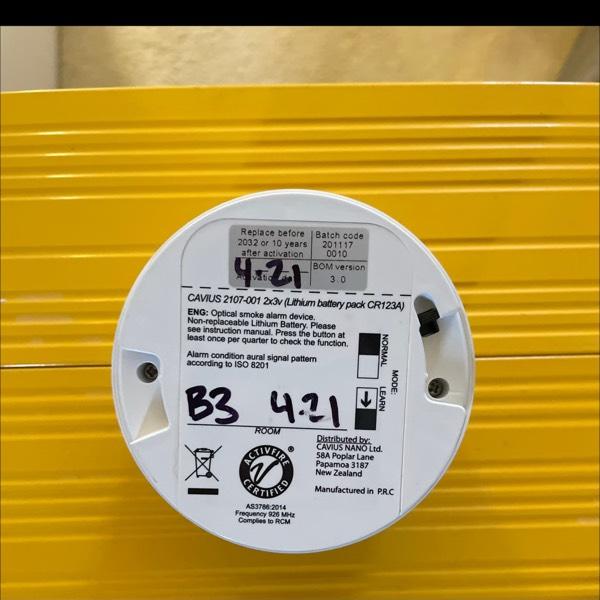 Replace before
2032 or 10 years
after activation
Batch code
201117
0010
4.21
BOM version
3.0
CAVIUS 2107-001 2x3v (Lithium battery pack CR123A)
ENG: Optical smoke alarm device.
Non-replaceable Lithium Battery. Please
see instruction manual. Press the button at
least once per quarter to check the function.
Alarm condition aural signal pattern
according to ISO 8201
NORMAL
MODE:
LEARN
B3 4.21
ROOM
ACTIVFIRE
CERTIFIED
®
AS3786:2014
Frequency 926 MHz
Complies to RCM
Distributed by:
CAVIUS NANO Ltd.
58A Poplar Lane
Papamoa 3187
New Zealand
Manufactured in P.R.C